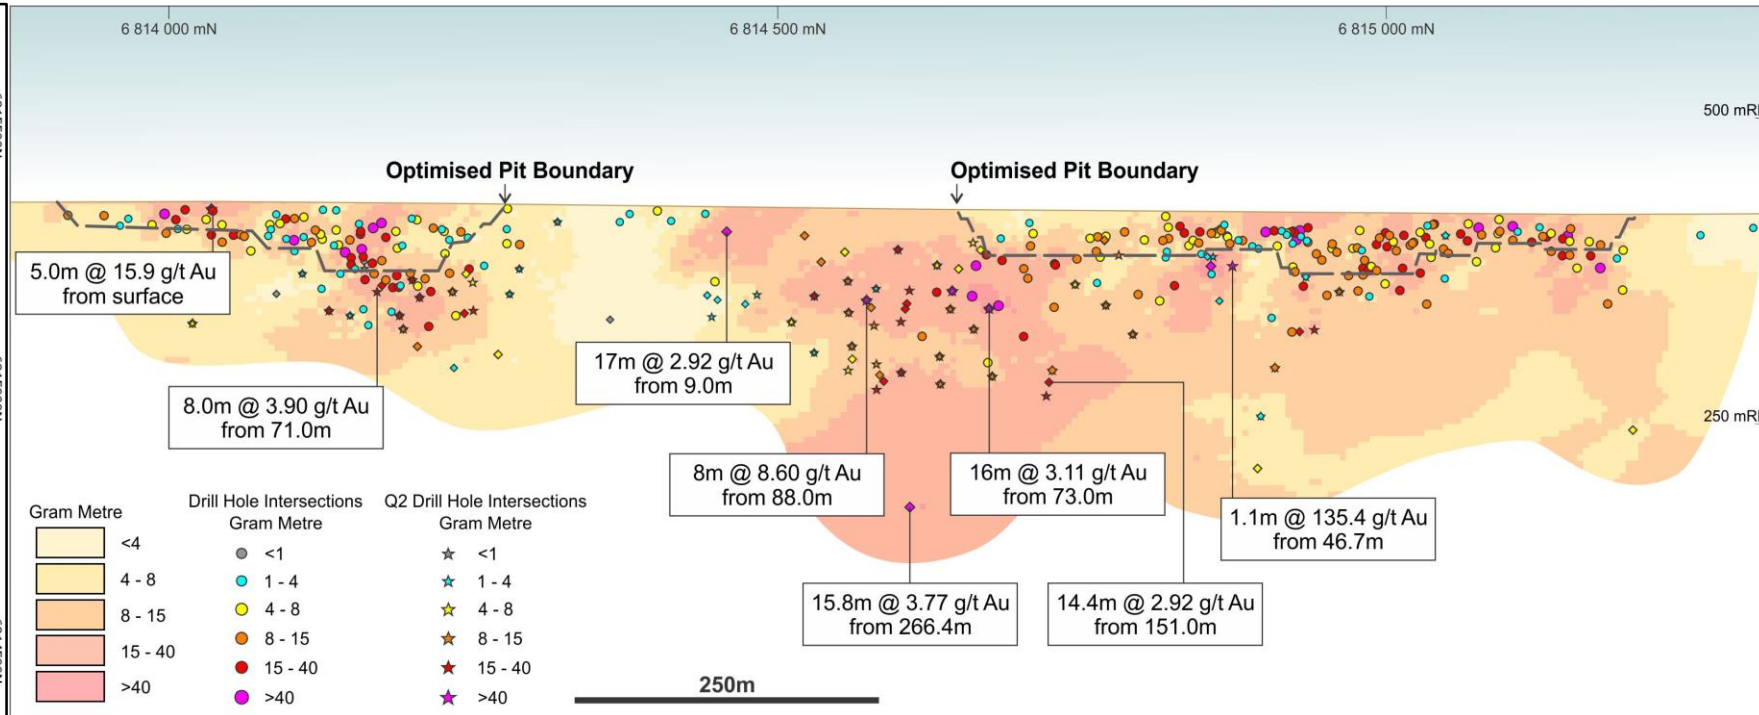 6 814 000 mN
6 814 500 mN
6 815 000 mN
500 mR
Optimised Pit Boundary
Optimised Pit Boundary
5.0m @ 15.9 g/t Au
from surface
17m @ 2.92 g/t Au
from 9.0m
8.0m @ 3.90 g/t Au
from 71.0m
250 mR
8m @ 8.60 g/t Au
from 88.0m
16m @ 3.11 g/t Au
from 73.0m
1.1m @ 135.4 g/t Au
from 46.7m
15.8m @ 3.77 g/t Au
from 266.4m
14.4m @ 2.92 g/t Au
from 151.0m
Gram Metre
<4
4 - 8
8 - 15
15 - 40
>40
Drill Hole Intersections
Gram Metre
<1
1 - 4
4 - 8
8 - 15
15 - 40
>40
Q2 Drill Hole Intersections
Gram Metre
<1
1 - 4
4 - 8
8 - 15
15 - 40
>40
250m